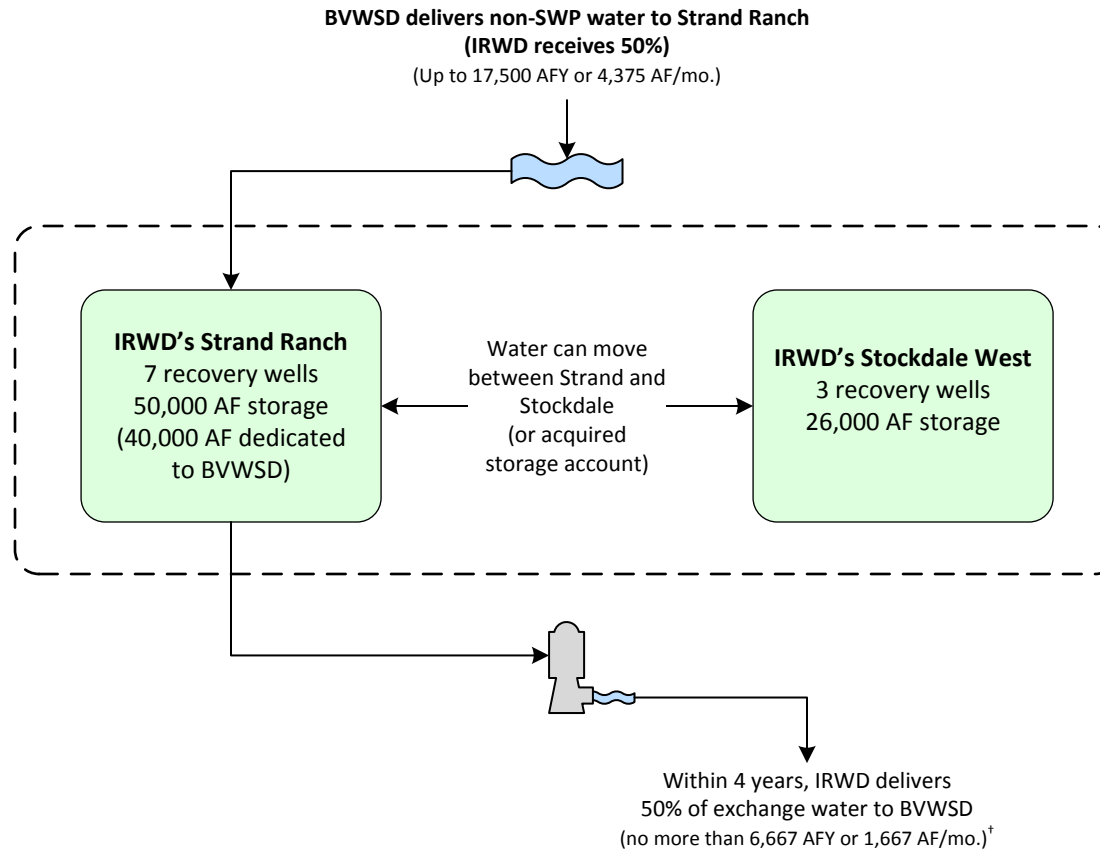 BVWSD delivers non-SWP water to Strand Ranch
(IRWD receives 50%)
(Up to 17,500 AFY or 4,375 AF/mo.)
IRWD’s Strand Ranch
7 recovery wells
50,000 AF storage
(40,000 AF dedicated
to BVWSD)
Water can move
between Strand and
Stockdale
(or acquired
storage account)
IRWD’s Stockdale West
3 recovery wells
26,000 AF storage
Within 4 years, IRWD delivers
50% of exchange water to BVWSD
(no more than 6,667 AFY or 1,667 AF/mo.)†